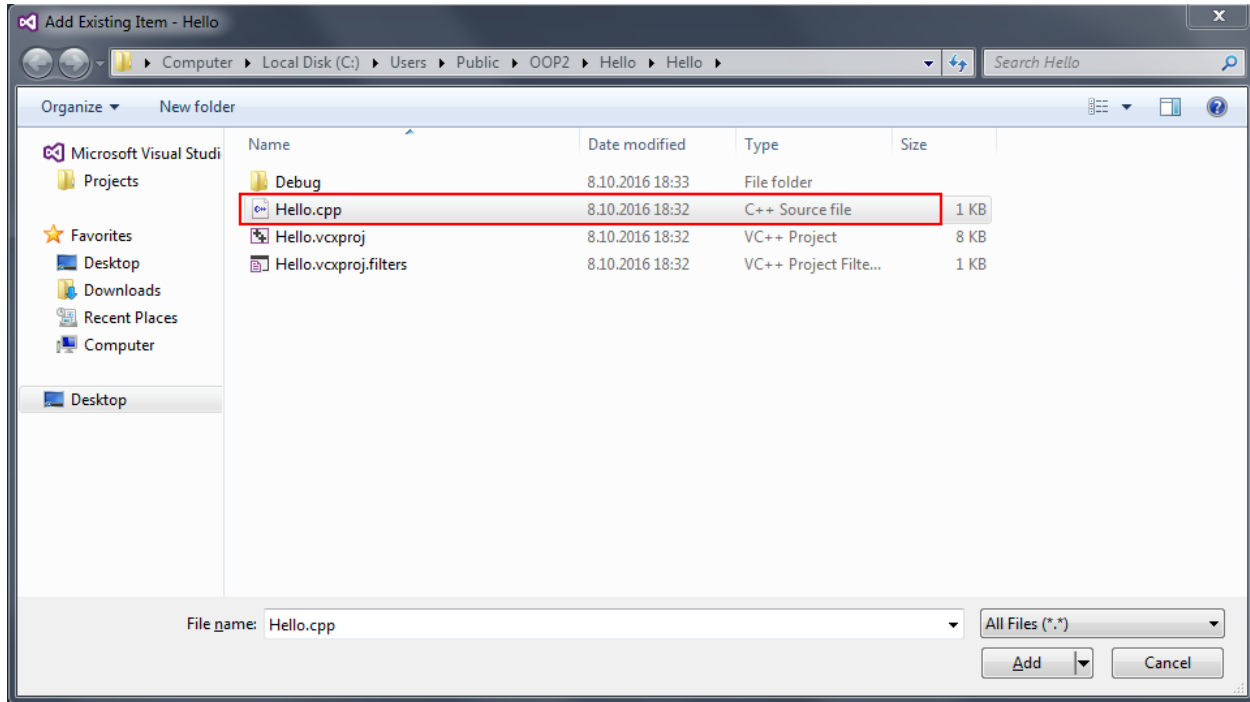 Add Existing Item - Hello
Computer Local Disk (C:) Users Public OOP2 Hello Hello Search Hello
Organize New folder
Microsoft Visual Studi
Projects
Favorites
Desktop
Downloads
Recent Places
Computer
Desktop
Name Date modified Type Size
Debug 8.10.2016 18:33 File folder
Hello.cpp 8.10.2016 18:32 C++ Source file 1 KB
Hello.vcxproj 8.10.2016 18:32 VC++ Project 8 KB
Hello.vcxproj.filters 8.10.2016 18:32 VC++ Project Filte... 1 KB
File name: Hello.cpp All Files (*.*)
Add Cancel